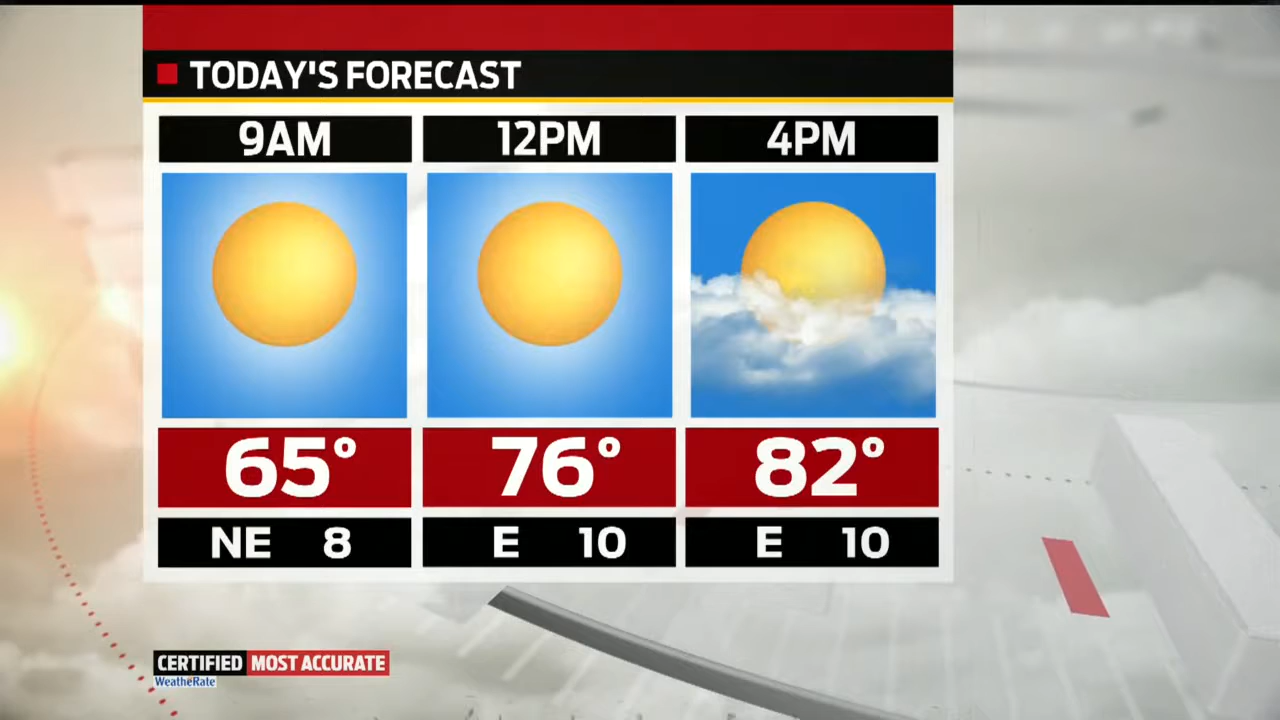 TODAY'S FORECAST
9AM 12PM 4PM
65° 76° 82°
NE 8 E 10 E 10
CERTIFIED MOST ACCURATE
WeatheRate